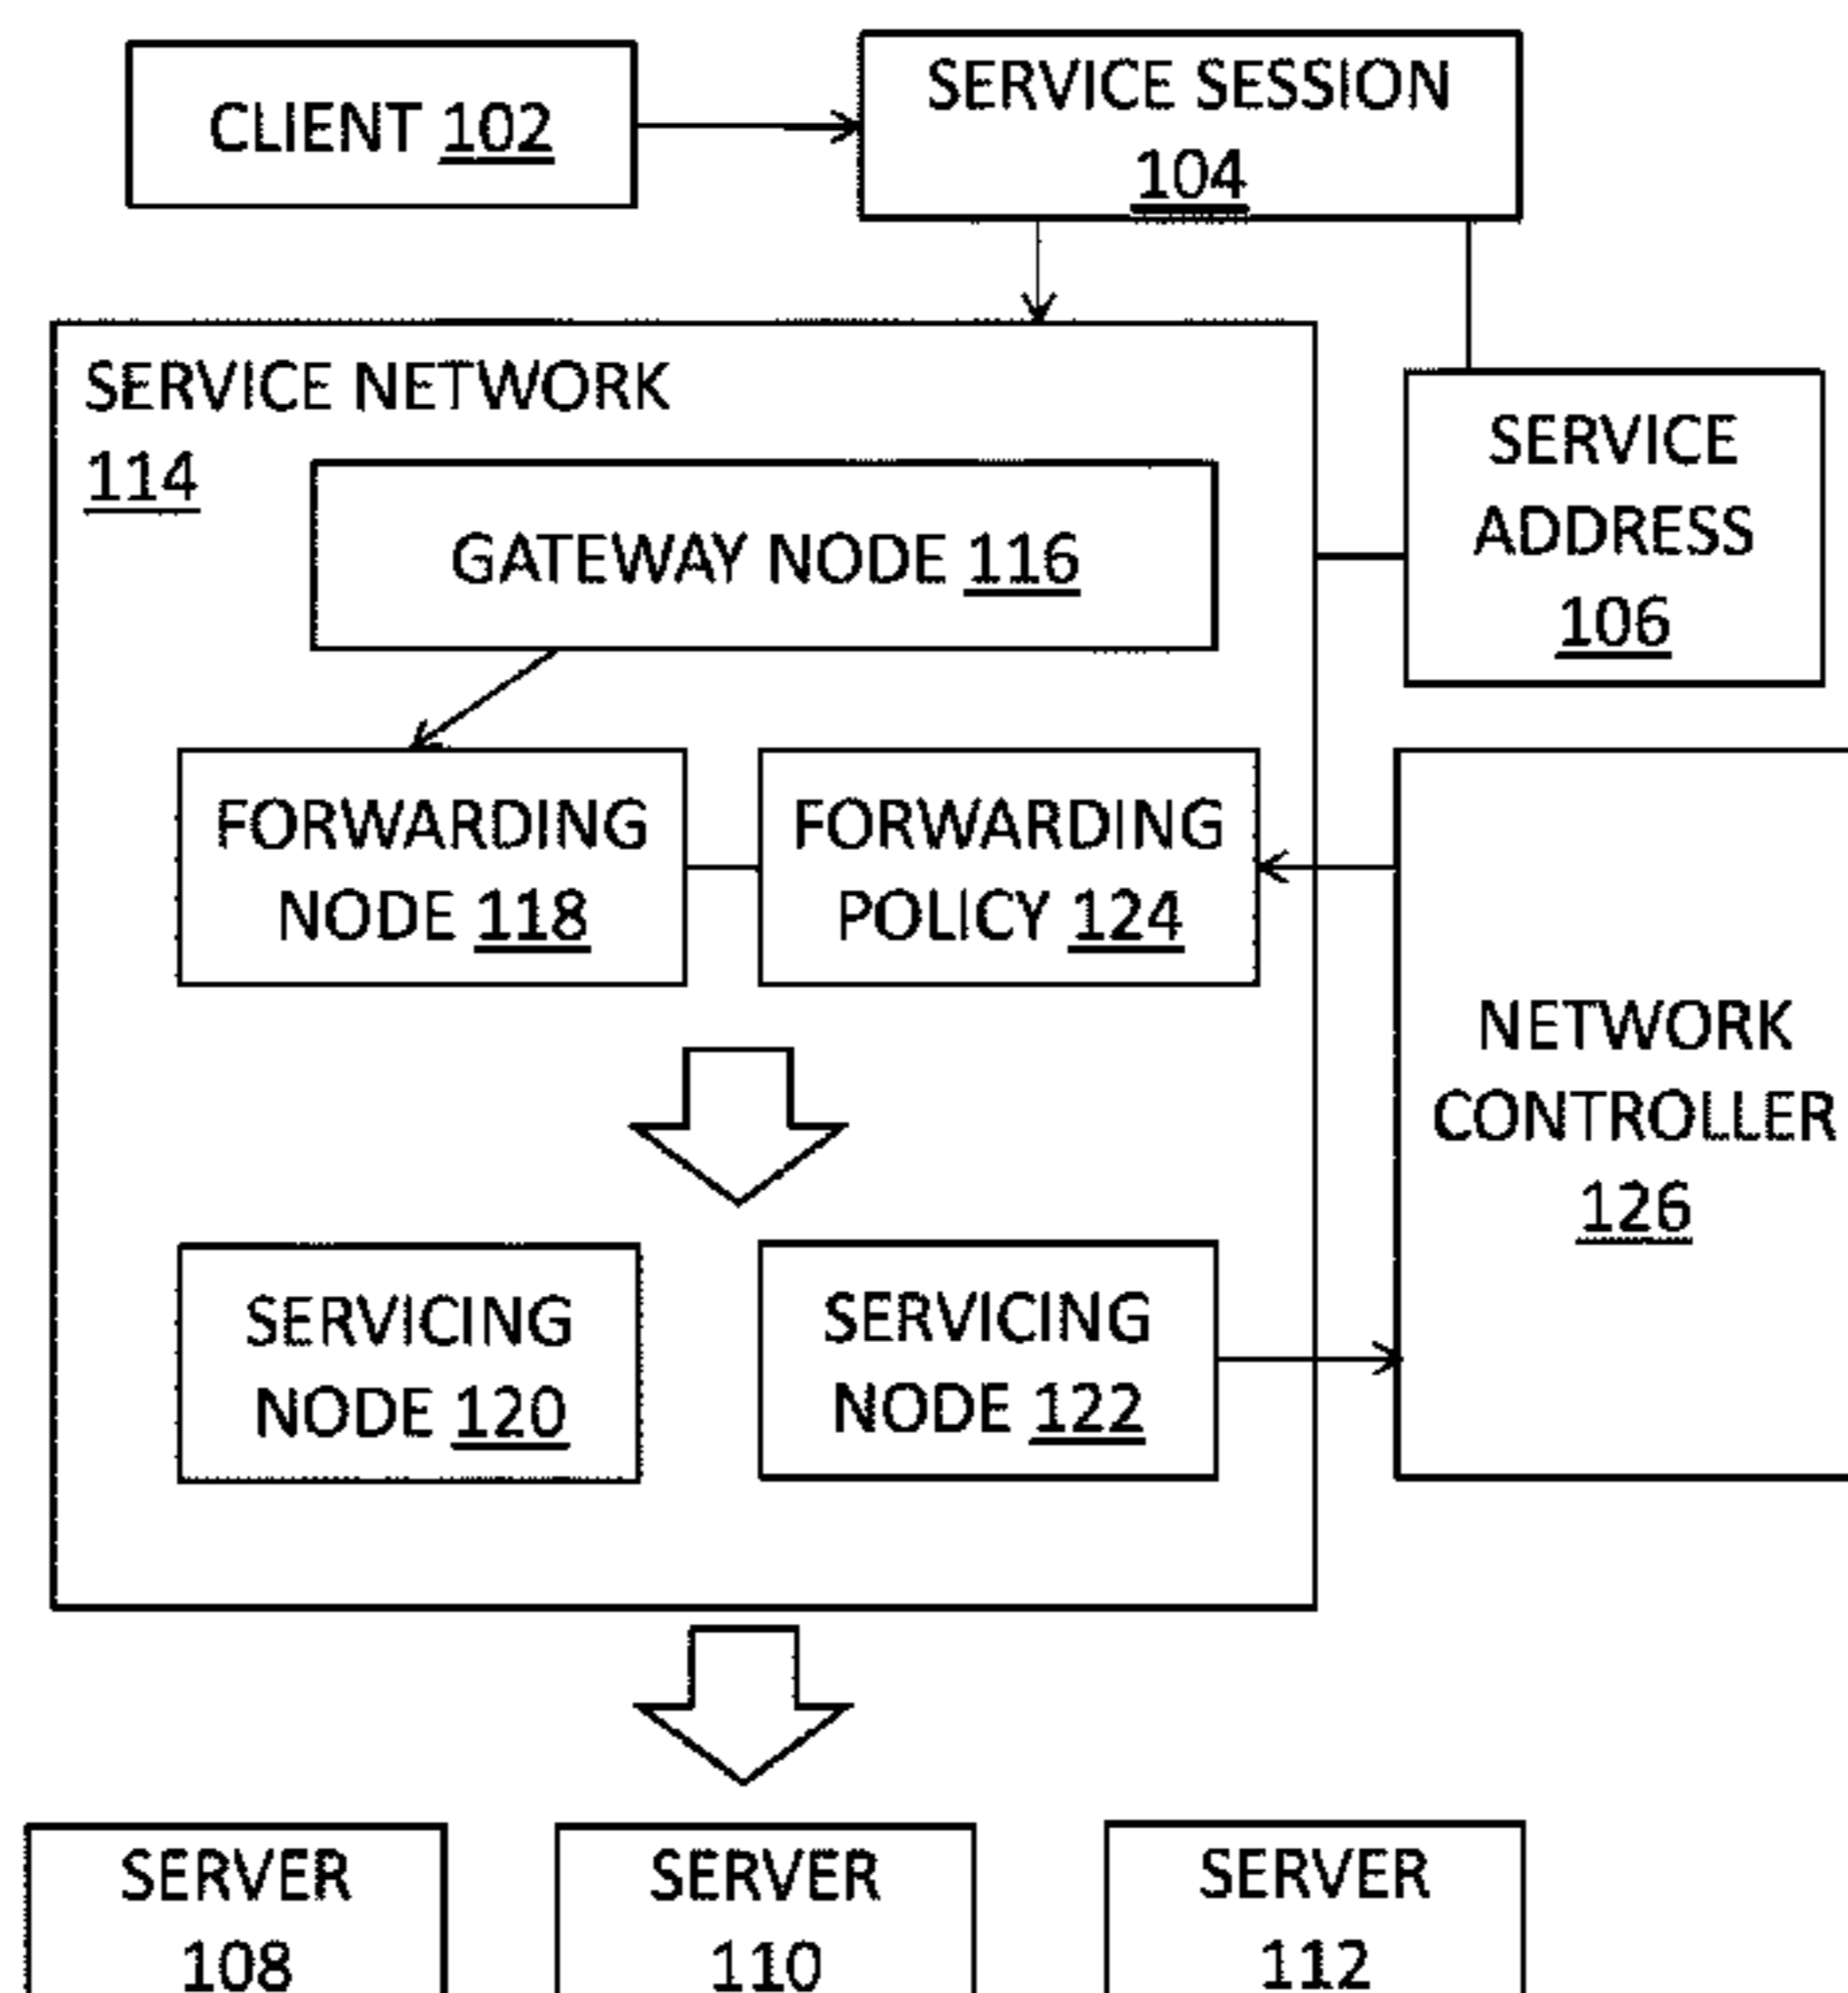 CLIENT 102
SERVICE SESSION
104
SERVICE NETWORK
114
SERVICE
ADDRESS
106
GATEWAY NODE 116
FORWARDING
NODE 118
FORWARDING
POLICY 124
NETWORK
CONTROLLER
126
SERVICING
NODE 120
SERVICING
NODE 122
SERVER
108
SERVER
110
SERVER
112